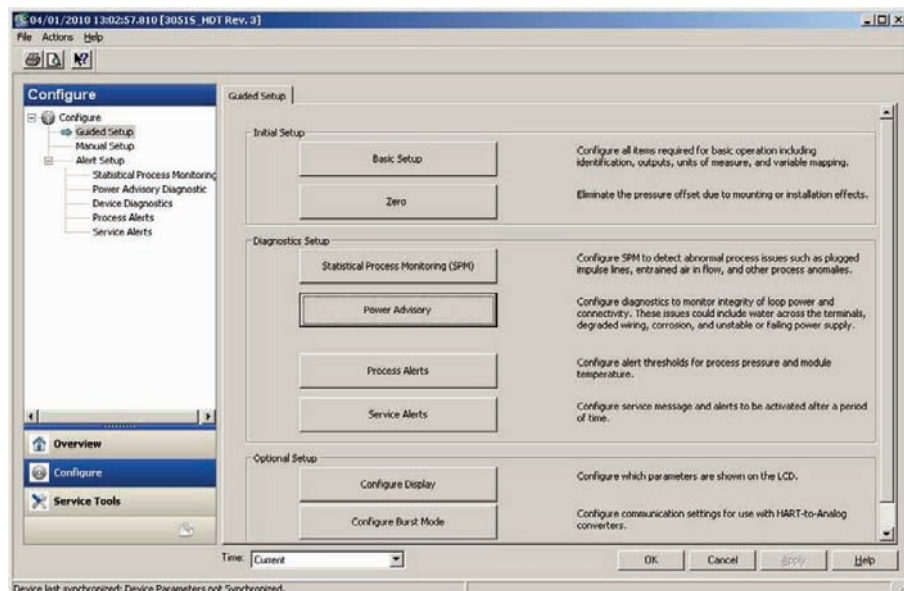 04/01/2010 13:02:57.810 [3051S_HDT Rev. 3]
File Actions Help
Configure
Configure
Guided Setup
Manual Setup
Alert Setup
Statistical Process Monitoring
Power Advisory Diagnostic
Device Diagnostics
Process Alerts
Service Alerts
Overview
Configure
Service Tools
Guided Setup
Initial Setup
Basic Setup
Configure all items required for basic operation including
identification, outputs, units of measure, and variable mapping.
Zero
Eliminate the pressure offset due to mounting or installation effects.
Diagnostics Setup
Statistical Process Monitoring (SPM)
Configure SPM to detect abnormal process issues such as plugged
impulse lines, entrained air in flow, and other process anomalies.
Power Advisory
Configure diagnostics to monitor integrity of loop power and
connectivity. These issues could include water across the terminals,
degraded wiring, corrosion, and unstable or failing power supply.
Process Alerts
Configure alert thresholds for process pressure and module
temperature.
Service Alerts
Configure service message and alerts to be activated after a period
of time.
Optional Setup
Configure Display
Configure which parameters are shown on the LCD.
Configure Burst Mode
Configure communication settings for use with HART-to-Analog
converters.
Time: Current
OK Cancel Apply Help
Device last synchronized: Device Parameters not Synchronized.